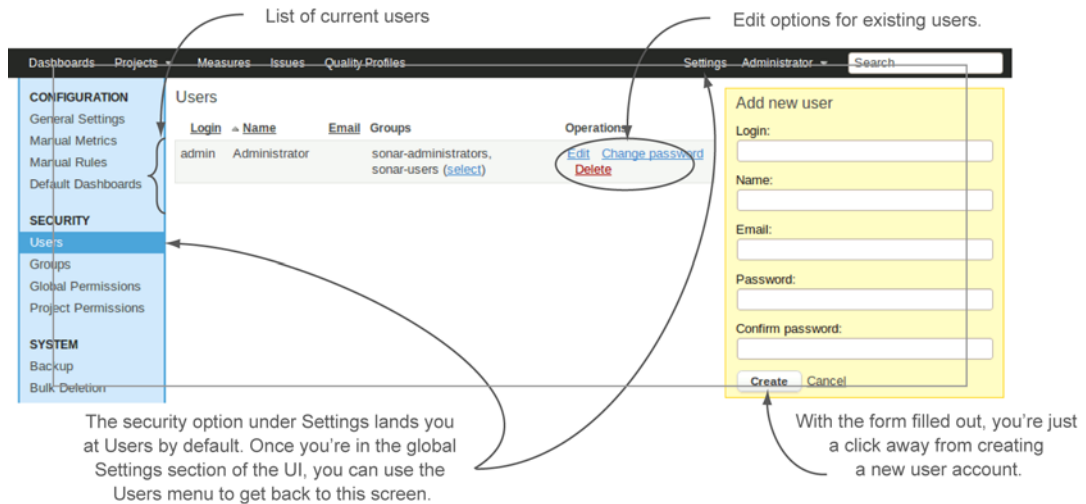 List of current users
Edit options for existing users.
Dashboards Projects Measures Issues Quality Profiles Settings Administrator Search
CONFIGURATION
General Settings
Manual Metrics
Manual Rules
Default Dashboards
SECURITY
Users
Groups
Global Permissions
Project Permissions
SYSTEM
Backup
Bulk Deletion
Users
Login Name Email Groups Operations
admin Administrator sonar-administrators, Edit Change password
sonar-users (select) Delete
Add new user
Login:
Name:
Email:
Password:
Confirm password:
Create Cancel
The security option under Settings lands you
at Users by default. Once you're in the global
Settings section of the UI, you can use the
Users menu to get back to this screen.
With the form filled out, you're just
a click away from creating
a new user account.